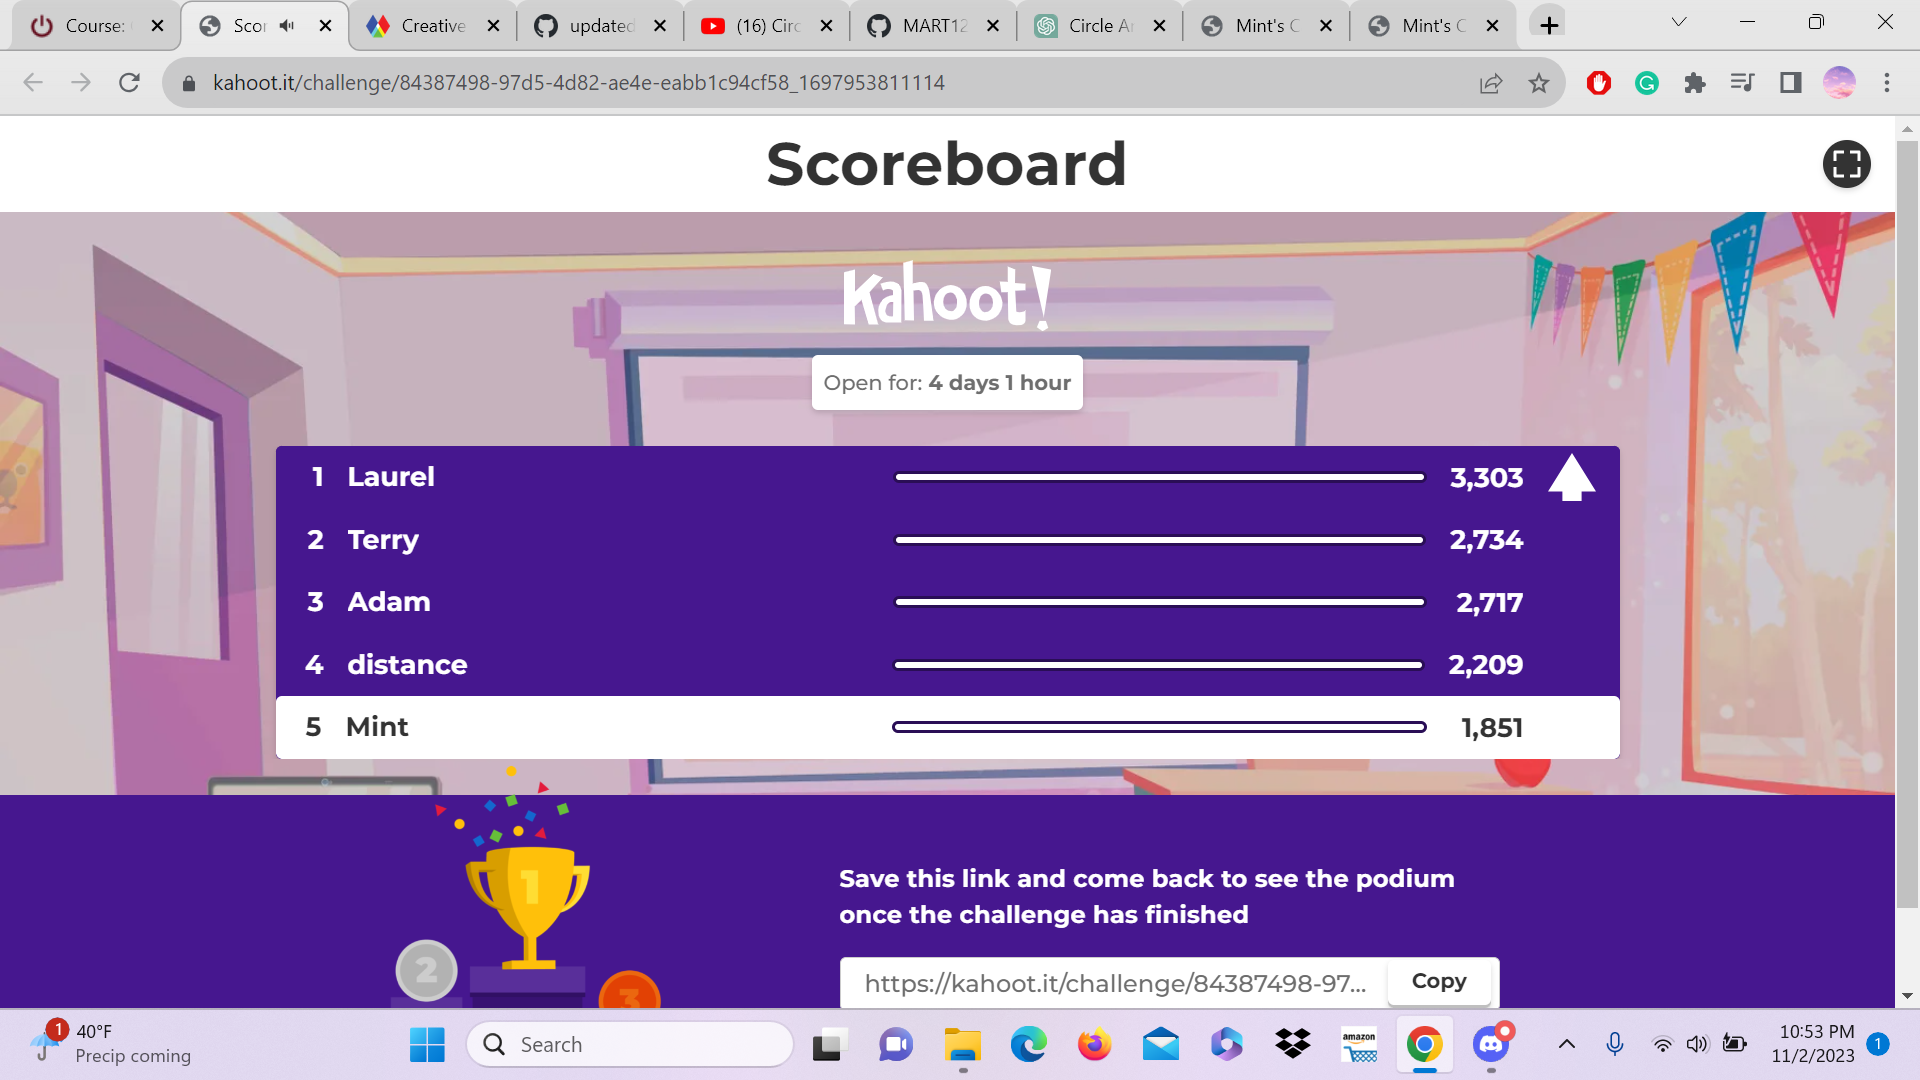 Course: (
Scor
Creative
updated
(16) Circ
MART12
Circle Ar
Mint's C
Mint's C
kahoot.it/challenge/84387498-97d5-4d82-ae4e-eabb1c94cf58_1697953811114
Scoreboard
Kahoot!
Open for: 4 days 1 hour
1 Laurel 3,303
2 Terry 2,734
3 Adam 2,717
4 distance 2,209
5 Mint 1,851
1
2
3
Save this link and come back to see the podium
once the challenge has finished
https://kahoot.it/challenge/84387498-97... Copy
1
40°F
Precip coming
Search
amazon
10:53 PM
11/2/2023
1